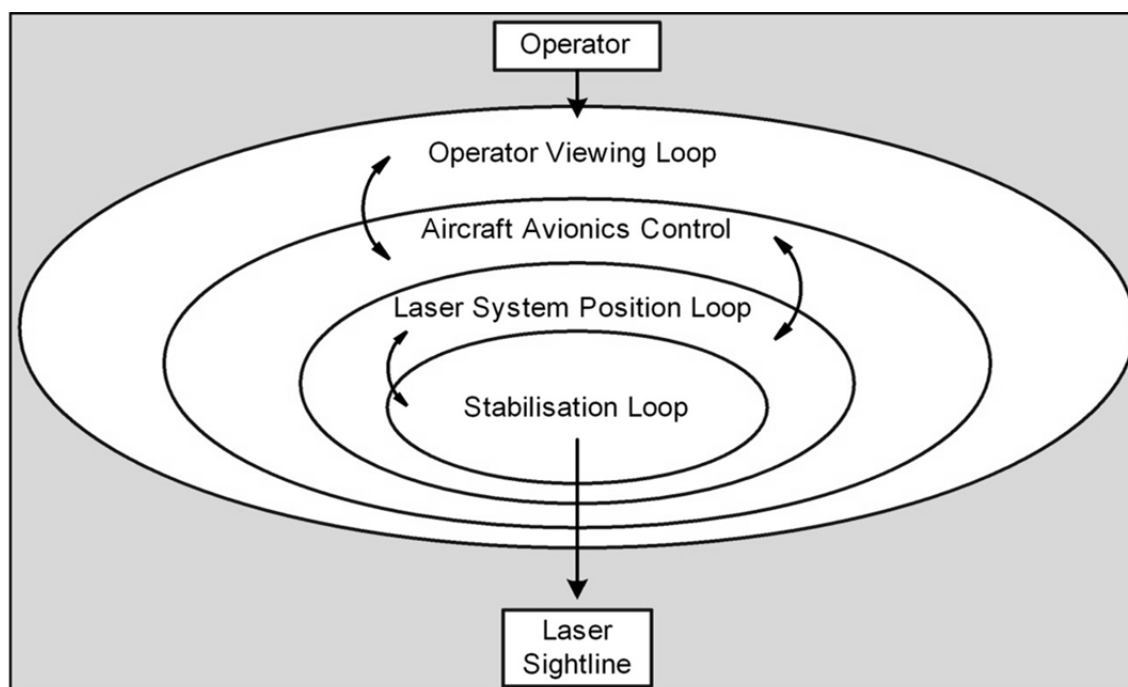 Operator
Operator Viewing Loop
Aircraft Avionics Control
Laser System Position Loop
Stabilisation Loop
Laser
Sightline